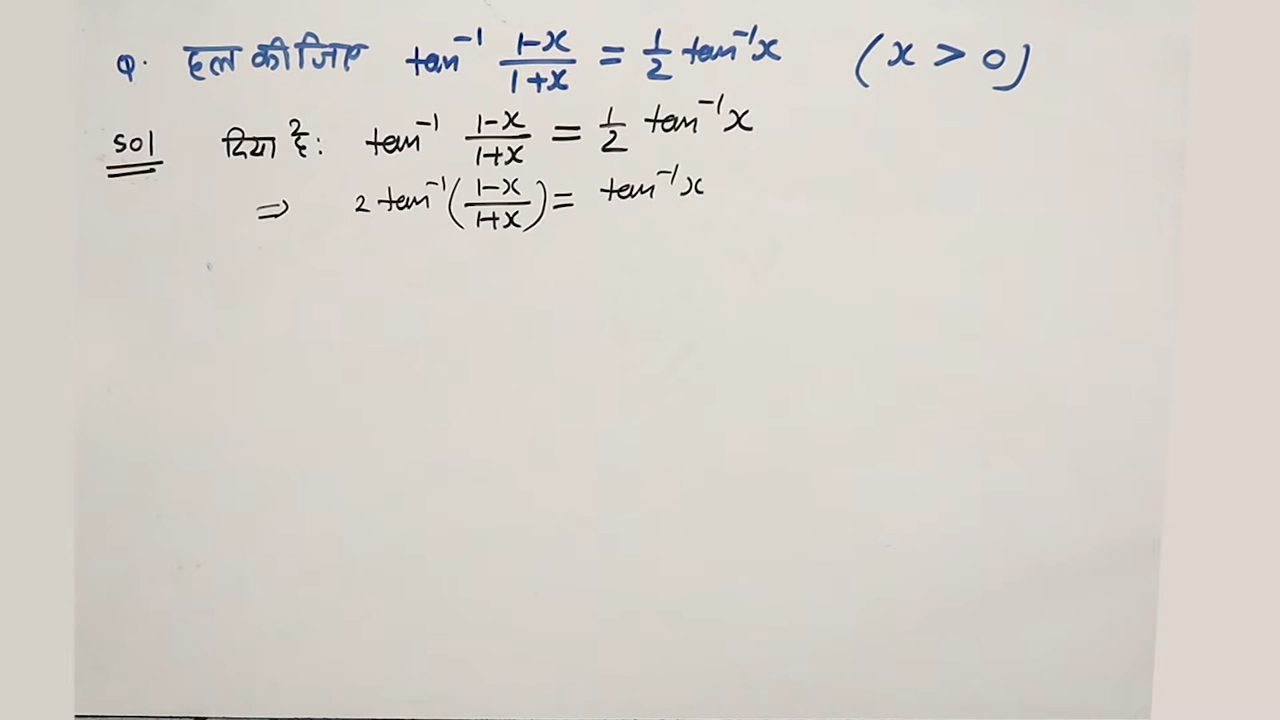 Q. हल कीजिए tan⁻¹ (1-x)/(1+x) = 1/2 tan⁻¹x (x > 0)
Sol दिया है: tan⁻¹ (1-x)/(1+x) = 1/2 tan⁻¹x
⇒ 2 tan⁻¹((1-x)/(1+x)) = tan⁻¹x